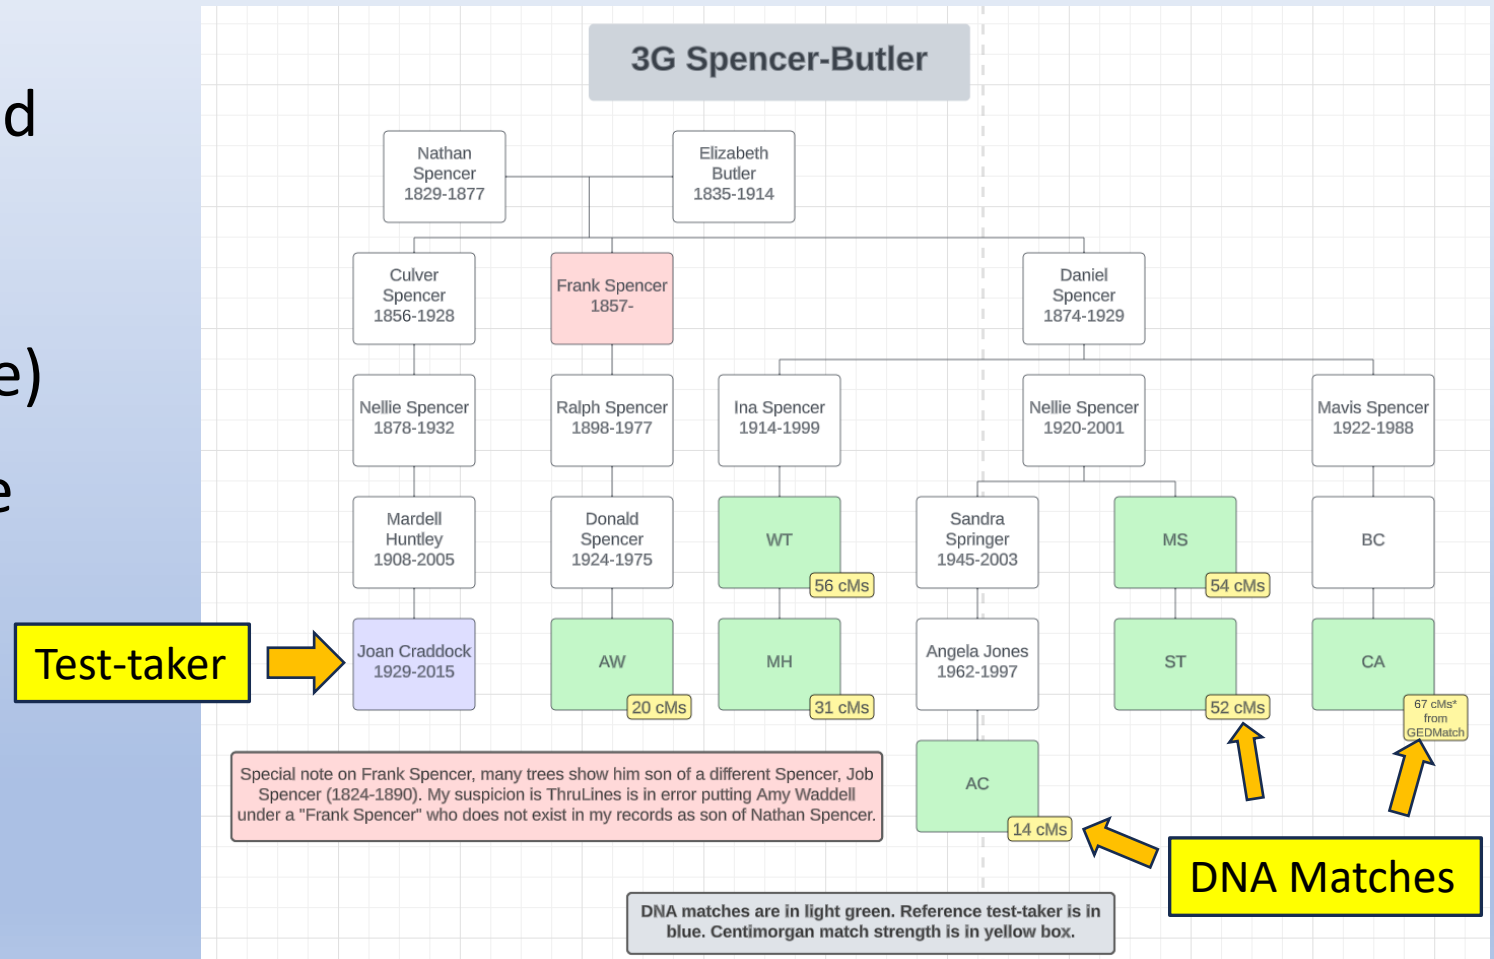 d
e)
e
3G Spencer-Butler
Nathan
Spencer
1829-1877
Elizabeth
Butler
1835-1914
Culver
Spencer
1856-1928
Frank Spencer
1857-
Daniel
Spencer
1874-1929
Nellie Spencer
1878-1932
Ralph Spencer
1898-1977
Ina Spencer
1914-1999
Nellie Spencer
1920-2001
Mavis Spencer
1922-1988
Mardell
Huntley
1908-2005
Donald
Spencer
1924-1975
WT
56 cMs
Sandra
Springer
1945-2003
MS
54 cMs
BC
Test-taker
Joan Craddock
1929-2015
AW
20 cMs
MH
31 cMs
Angela Jones
1962-1997
ST
52 cMs
CA
67 cMs*
from
GEDMatch
Special note on Frank Spencer, many trees show him son of a different Spencer, Job
Spencer (1824-1890). My suspicion is ThruLines is in error putting Amy Waddell
under a "Frank Spencer" who does not exist in my records as son of Nathan Spencer.
AC
14 cMs
DNA Matches
DNA matches are in light green. Reference test-taker is in
blue. Centimorgan match strength is in yellow box.